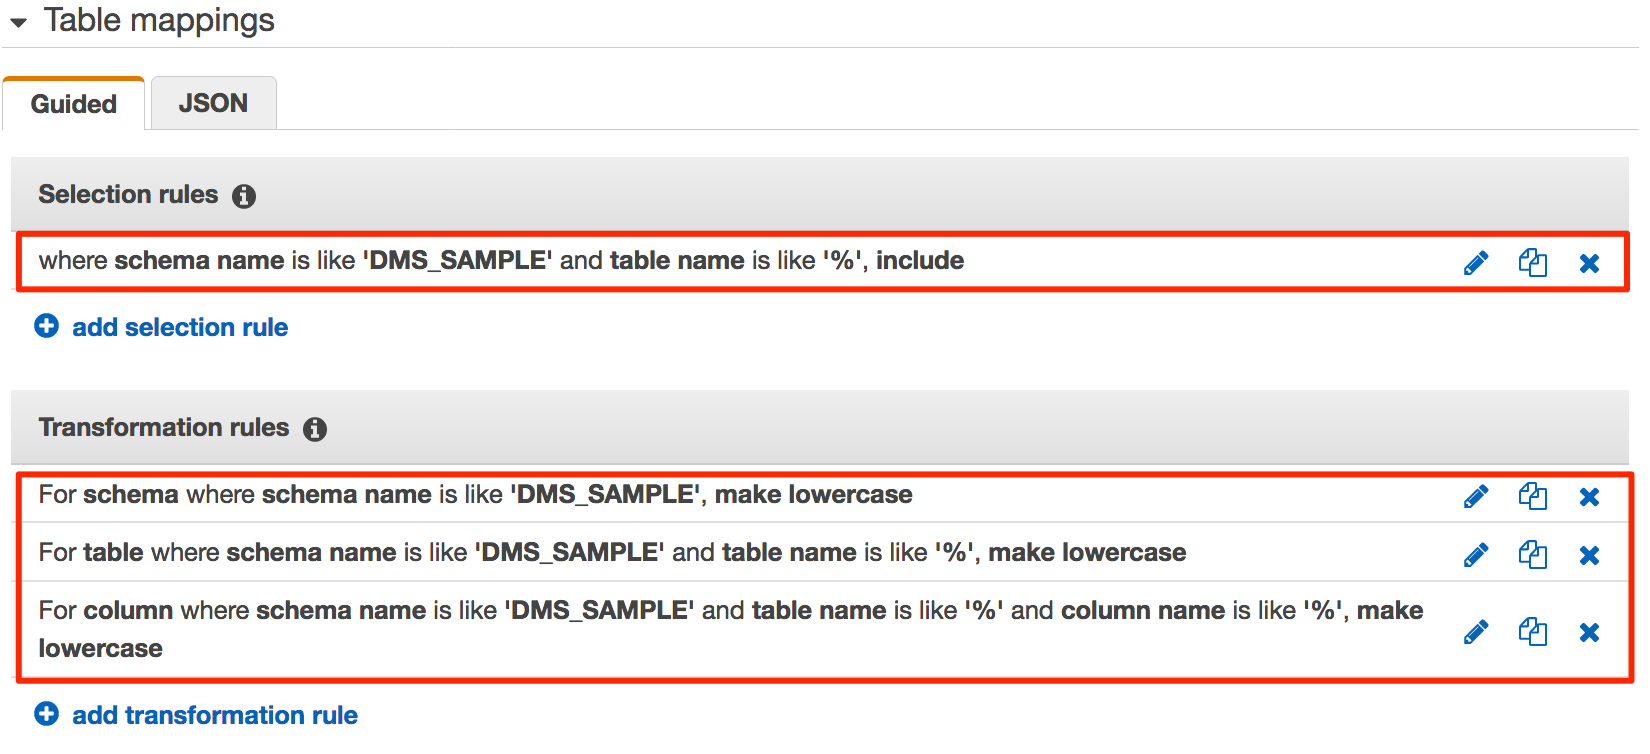 Table mappings
Guided
JSON
Selection rules
where schema name is like 'DMS_SAMPLE' and table name is like '%', include
add selection rule
Transformation rules
For schema where schema name is like 'DMS_SAMPLE', make lowercase
For table where schema name is like 'DMS_SAMPLE' and table name is like '%', make lowercase
For column where schema name is like 'DMS_SAMPLE' and table name is like '%' and column name is like '%', make
lowercase
add transformation rule